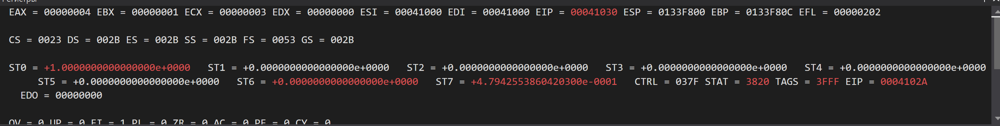 Регистры
EAX = 00000004 EBX = 00000001 ECX = 00000003 EDX = 00000000 ESI = 00041000 EDI = 00041000 EIP = 00041030 ESP = 0133F800 EBP = 0133F80C EFL = 00000202
CS = 0023 DS = 002B ES = 002B SS = 002B FS = 0053 GS = 002B
ST0 = +1.0000000000000000e+0000 ST1 = +0.0000000000000000e+0000 ST2 = +0.0000000000000000e+0000 ST3 = +0.0000000000000000e+0000 ST4 = +0.0000000000000000e+0000
ST5 = +0.0000000000000000e+0000 ST6 = +0.0000000000000000e+0000 ST7 = +4.7942553860420300e-0001 CTRL = 037F STAT = 3820 TAGS = 3FFF EIP = 0004102A
EDO = 00000000
OV = 0 UP = 0 EI = 1 PL = 0 ZR = 0 AC = 0 PE = 0 CY = 0